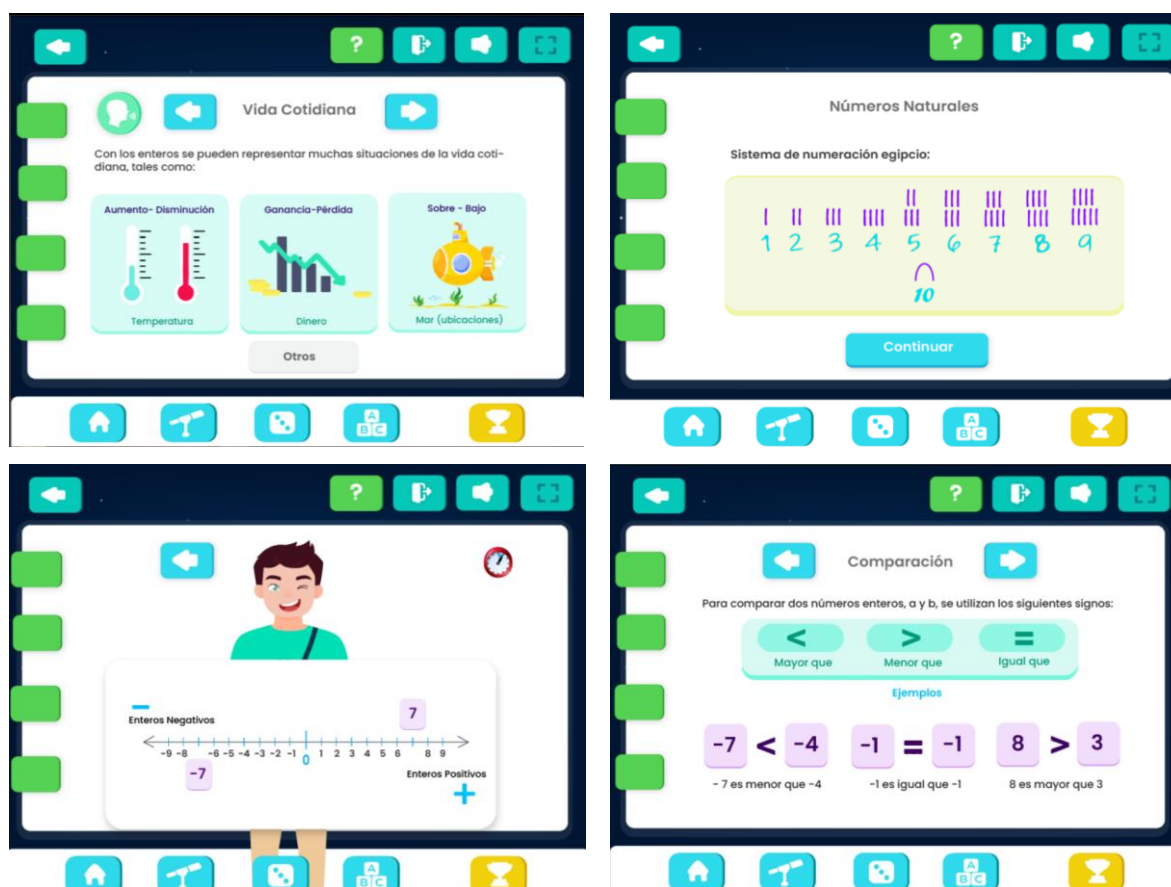 ?
Vida Cotidiana
Con los enteros se pueden representar muchas situaciones de la vida coti-
diana, tales como:
Aumento- Disminución
Temperatura
Ganancia-Pérdida
Dinero
Sobre - Bajo
Mar (ubicaciones)
Otros
A
B C
?
Números Naturales
Sistema de numeración egipcio:
1 2 3 4 5 6 7 8 9
10
Continuar
A
B C
?
7
Enteros Negativos
-9 -8 -6 -5 -4 -3 -2 -1 0 1 2 3 4 5 6 8 9
-7
Enteros Positivos
+
A
B C
?
Comparación
Para comparar dos números enteros, a y b, se utilizan los siguientes signos:
< > =
Mayor que Menor que Igual que
Ejemplos
-7 < -4 -1 = -1 8 > 3
- 7 es menor que -4 -1 es igual que -1 8 es mayor que 3
A
B C